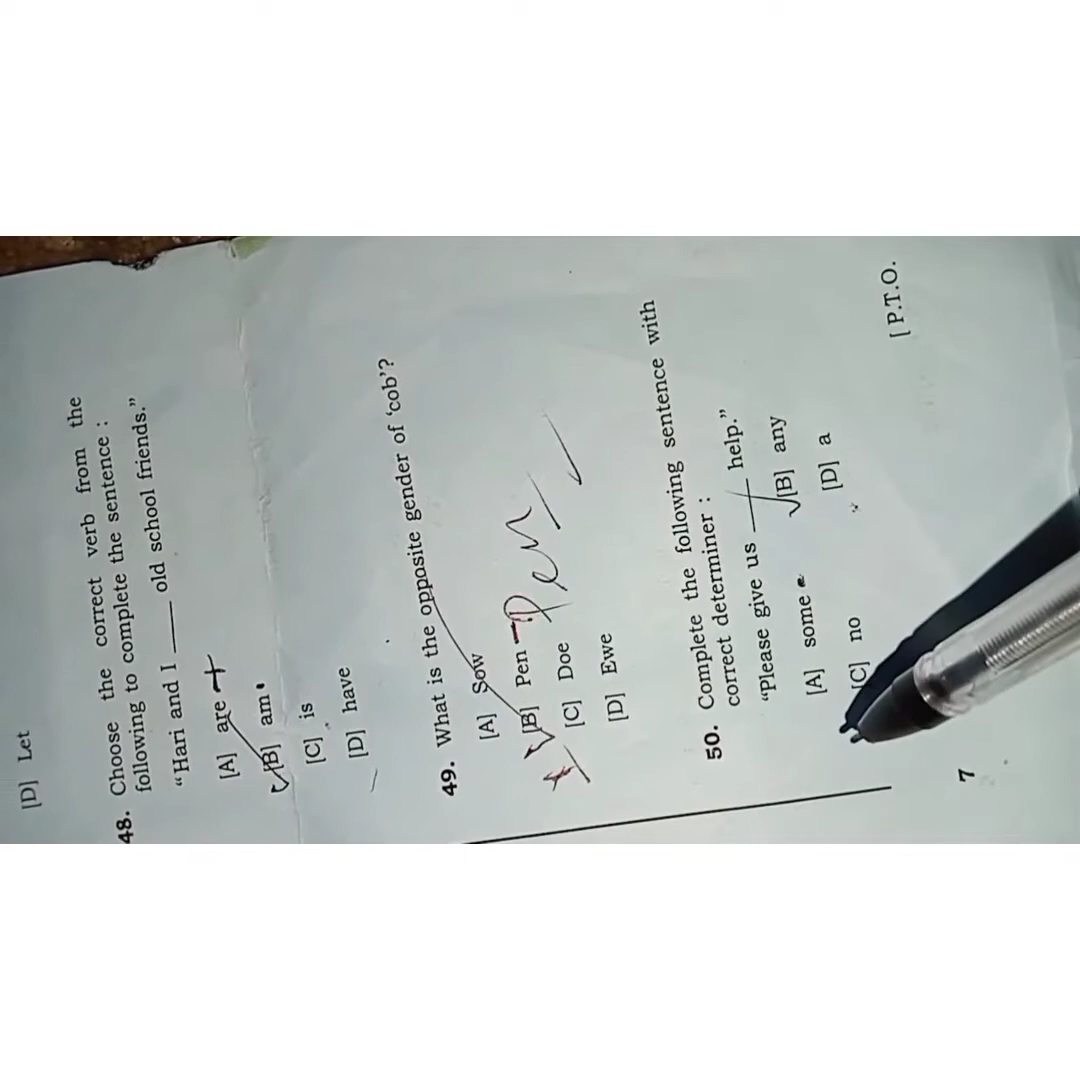 [D] Let
48. Choose the correct verb from the
following to complete the sentence :
“Hari and I ____ old school friends.”
[A] are
[B] am
[C] is
[D] have
49. What is the opposite gender of ‘cob’?
[A] Sow
[B] Pen Pen
[C] Doe
[D] Ewe
50. Complete the following sentence with
correct determiner :
“Please give us ____ help.”
[A] some
[B] any
[C] no
[D] a
7
[ P.T.O.